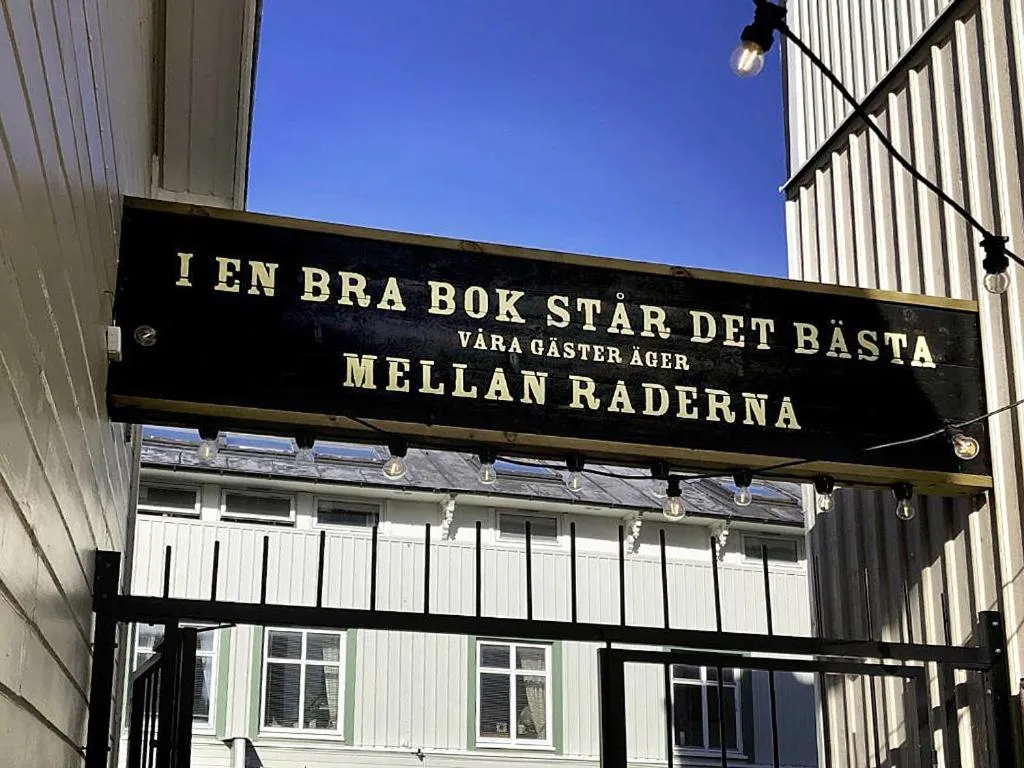 I EN BRA BOK STÅR DET BÄSTA
VÅRA GÄSTER ÄGER
MELLAN RADERNA